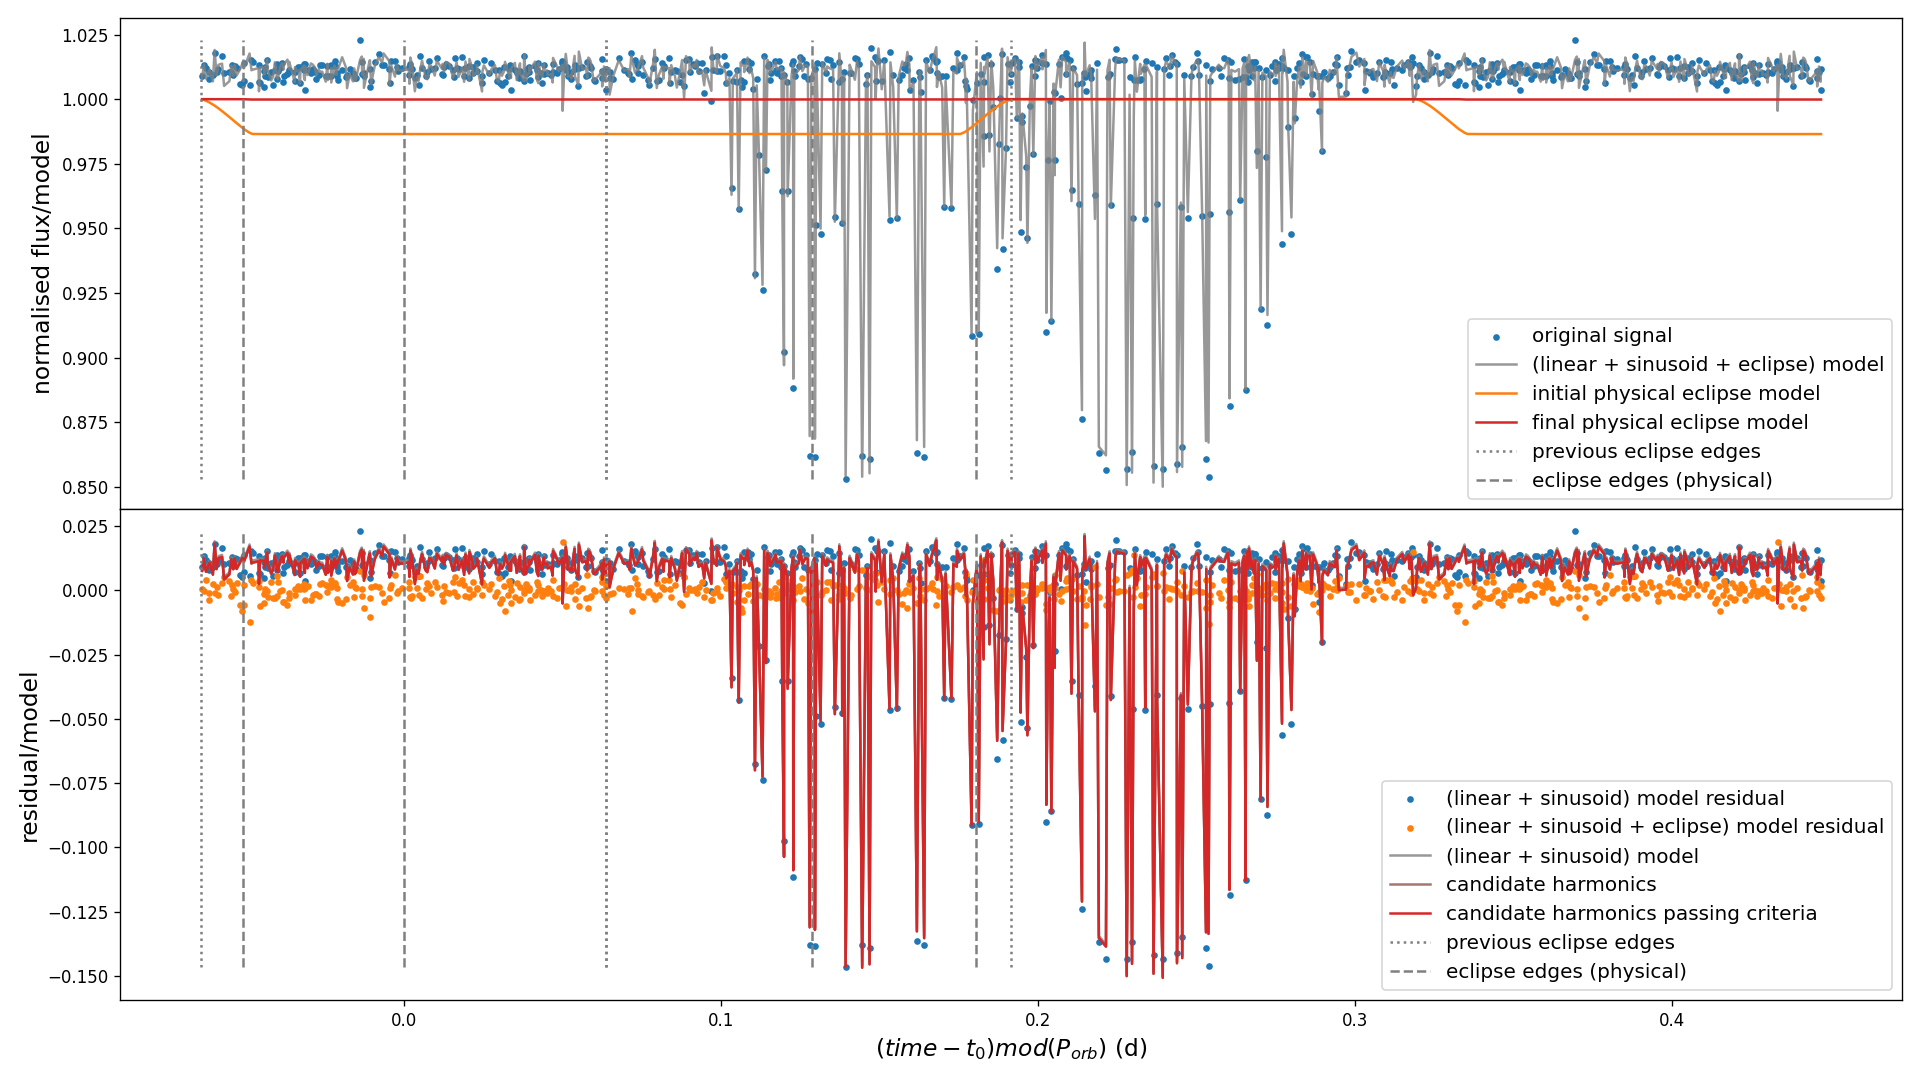 1.025
1.000
0.975
0.950
0.925
0.900
0.875
0.850
normalised flux/model
original signal
(linear + sinusoid + eclipse) model
initial physical eclipse model
final physical eclipse model
previous eclipse edges
eclipse edges (physical)
0.025
0.000
−0.025
−0.050
−0.075
−0.100
−0.125
−0.150
residual/model
(linear + sinusoid) model residual
(linear + sinusoid + eclipse) model residual
(linear + sinusoid) model
candidate harmonics
candidate harmonics passing criteria
previous eclipse edges
eclipse edges (physical)
0.0 0.1 0.2 0.3 0.4
(time − t₀)mod(P_orb) (d)